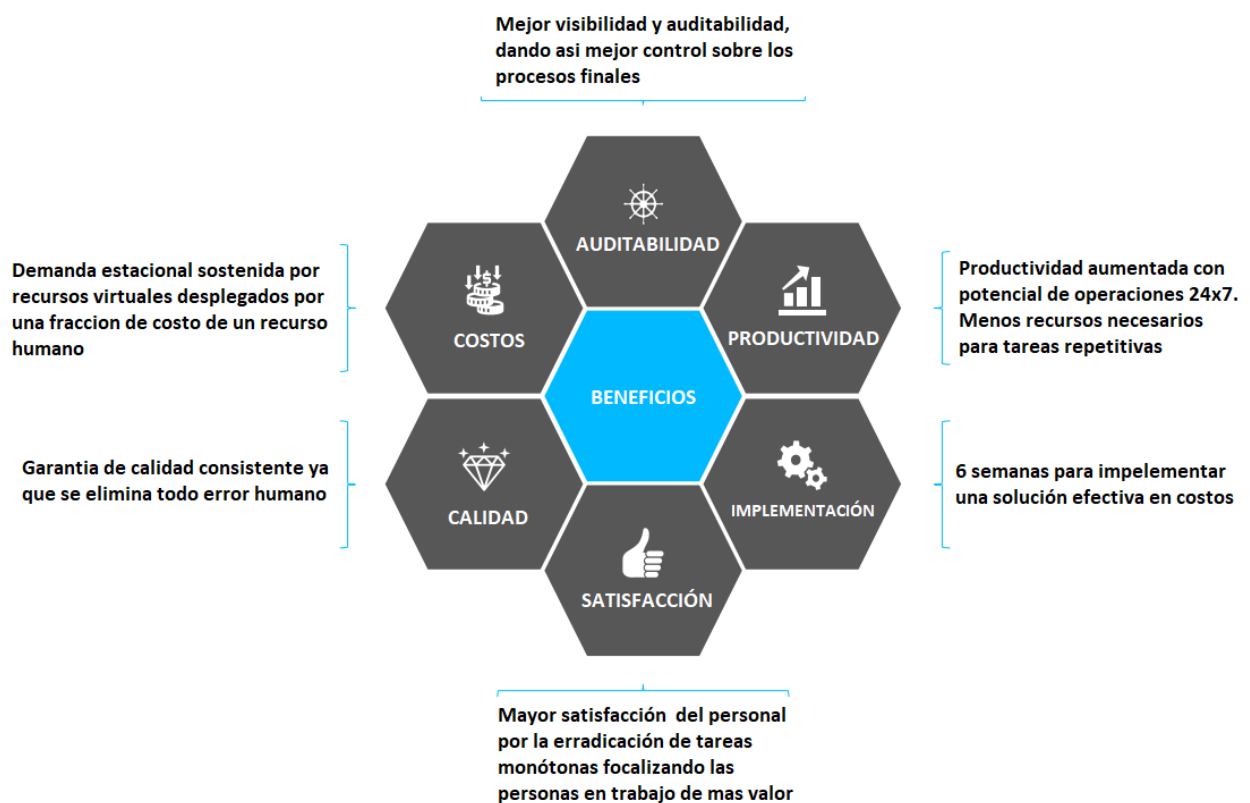 Mejor visibilidad y auditabilidad,
dando asi mejor control sobre los
procesos finales
AUDITABILIDAD
Demanda estacional sostenida por
recursos virtuales desplegados por
una fraccion de costo de un recurso
humano
COSTOS
PRODUCTIVIDAD
Productividad aumentada con
potencial de operaciones 24x7.
Menos recursos necesarios
para tareas repetitivas
BENEFICIOS
Garantia de calidad consistente ya
que se elimina todo error humano
CALIDAD
IMPLEMENTACIÓN
6 semanas para impelementar
una solución efectiva en costos
SATISFACCIÓN
Mayor satisfacción del personal
por la erradicación de tareas
monótonas focalizando las
personas en trabajo de mas valor